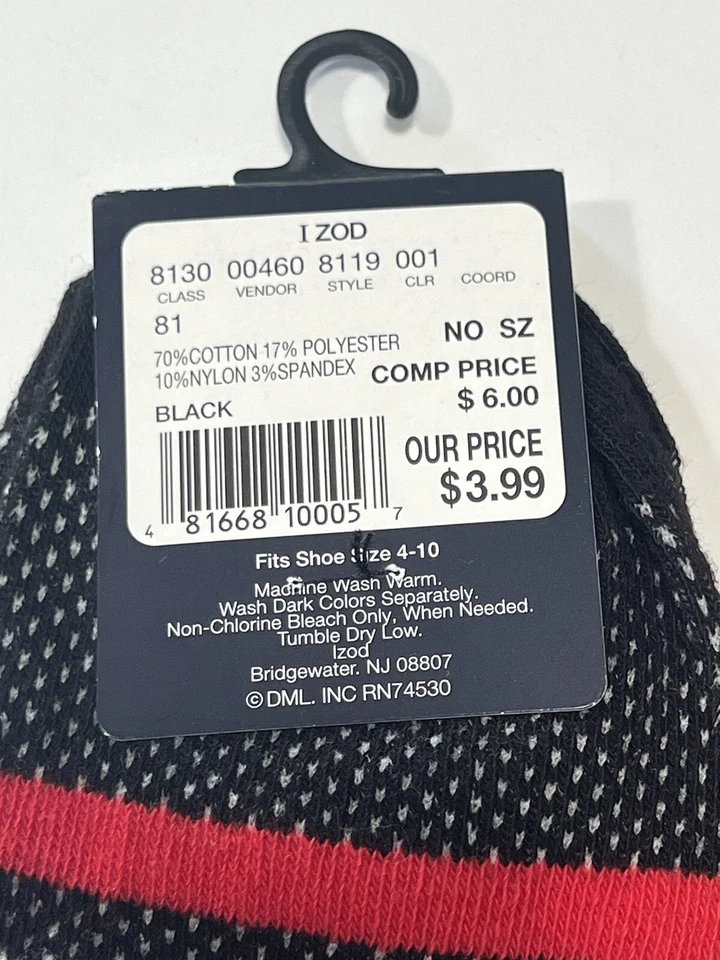 I ZOD
8130 00460 8119 001
CLASS VENDOR STYLE CLR COORD
81
NO SZ
70%COTTON 17% POLYESTER
10%NYLON 3%SPANDEX
COMP PRICE
$ 6.00
BLACK
OUR PRICE
$3.99
4 81668 10005 7
Fits Shoe Size 4-10
Machine Wash Warm.
Wash Dark Colors Separately.
Non-Chlorine Bleach Only, When Needed.
Tumble Dry Low.
Izod
Bridgewater. NJ 08807
© DML. INC RN74530